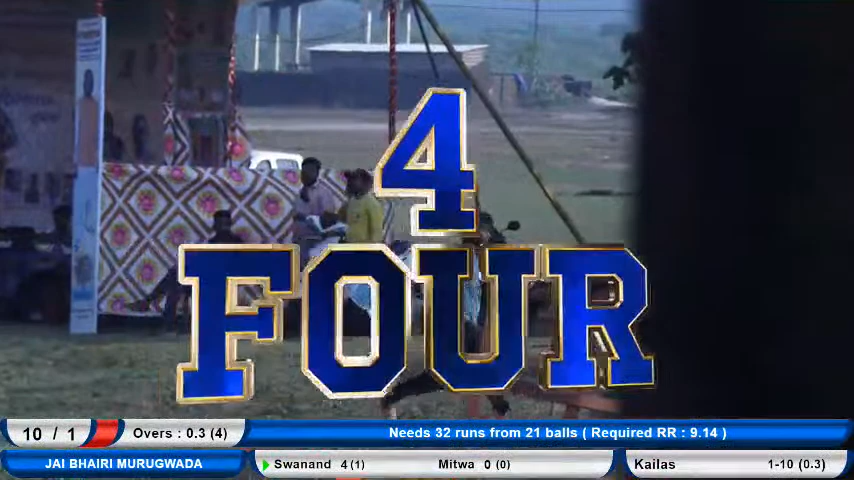 4
FOUR
10 / 1 Overs : 0.3 (4) Needs 32 runs from 21 balls ( Required RR : 9.14 )
JAI BHAIRI MURUGWADA Swanand 4 (1) Mitwa 0 (0) Kailas 1-10 (0.3)